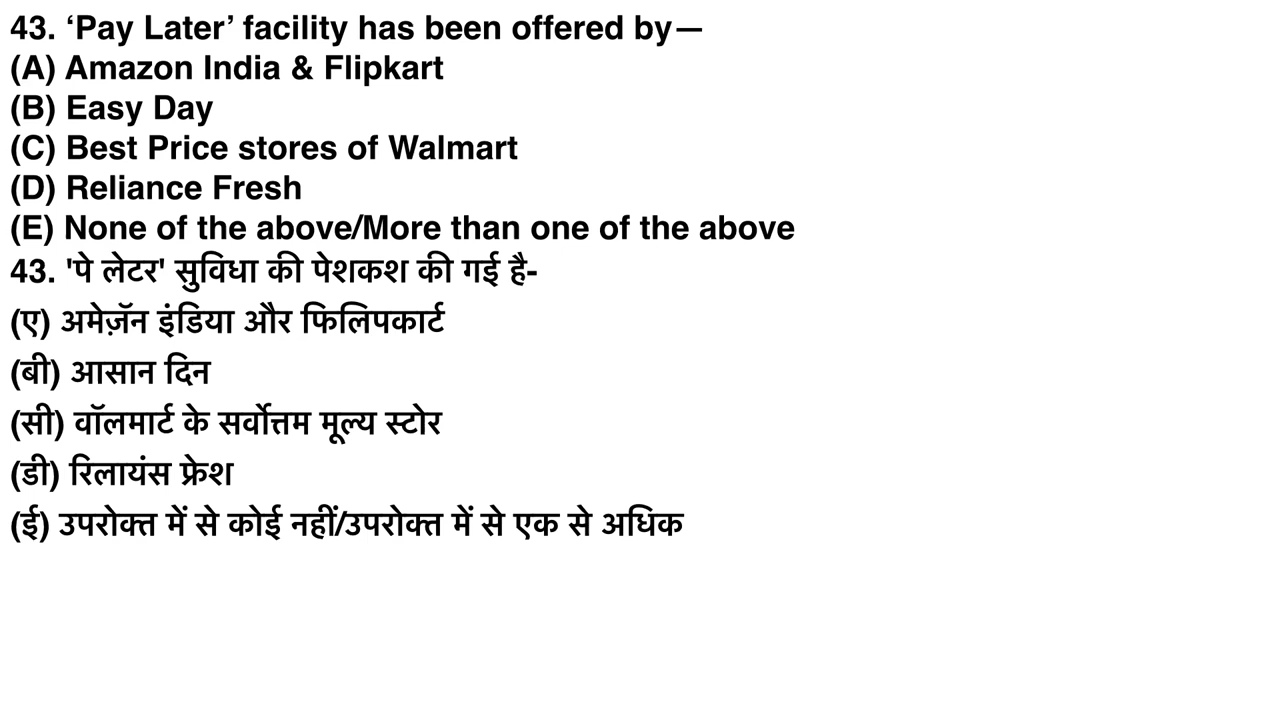 43. ‘Pay Later’ facility has been offered by—
(A) Amazon India & Flipkart
(B) Easy Day
(C) Best Price stores of Walmart
(D) Reliance Fresh
(E) None of the above/More than one of the above
43. 'पे लेटर' सुविधा की पेशकश की गई है-
(ए) अमेज़ॅन इंडिया और फिलिपकार्ट
(बी) आसान दिन
(सी) वॉलमार्ट के सर्वोत्तम मूल्य स्टोर
(डी) रिलायंस फ्रेश
(ई) उपरोक्त में से कोई नहीं/उपरोक्त में से एक से अधिक